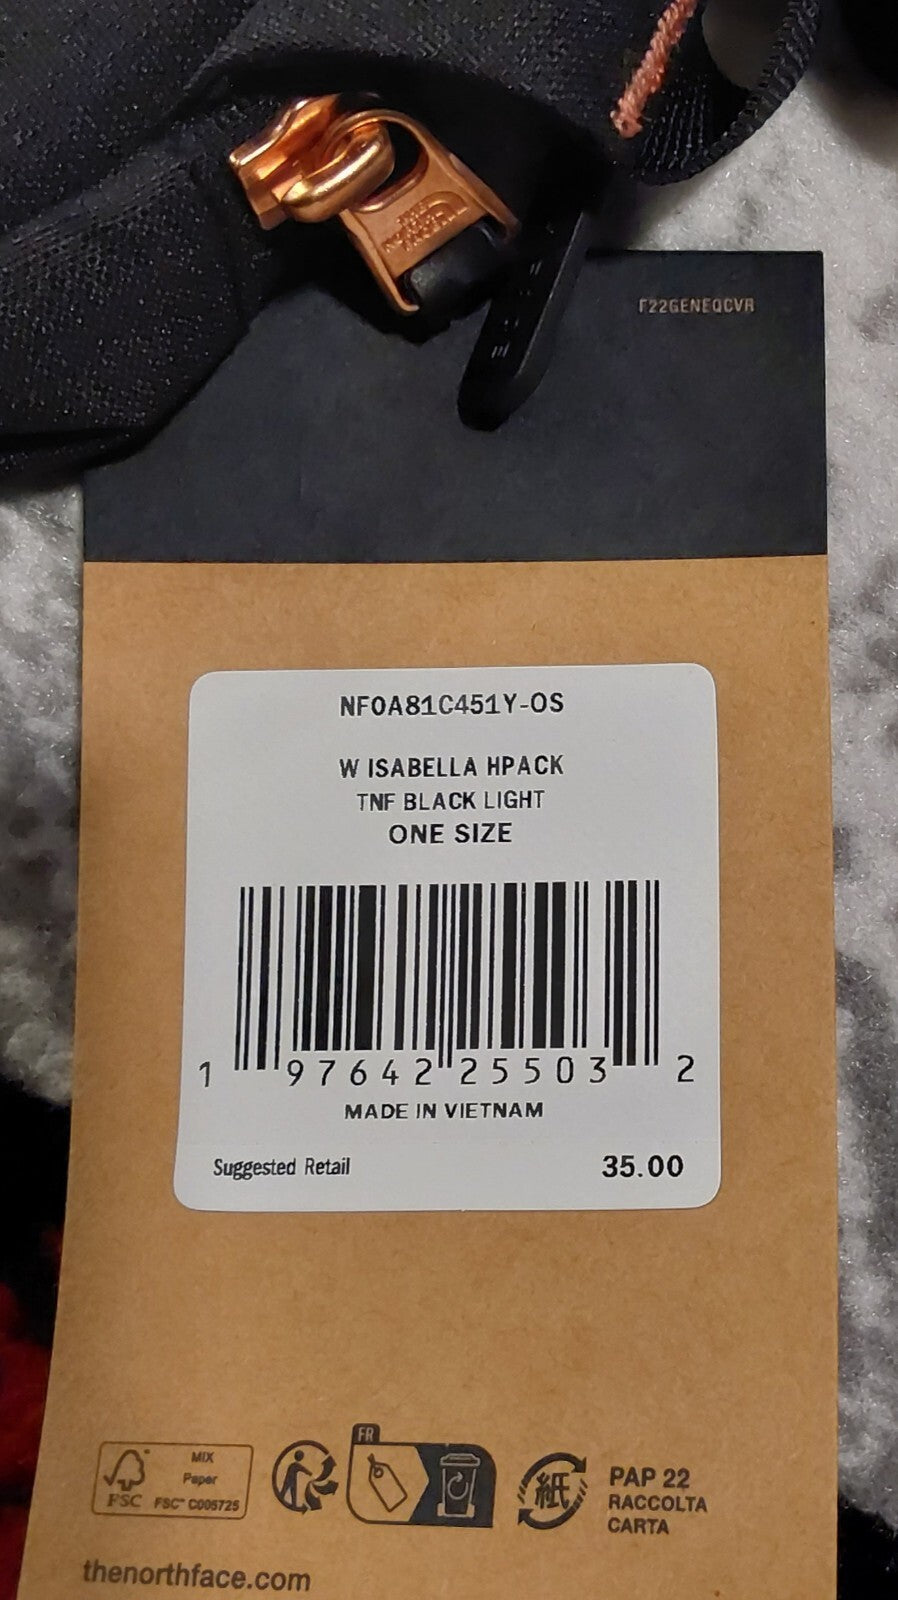 THE
NORTH
FACE
F22GENEQCVR
NF0A81C451Y-OS
W ISABELLA HPACK
TNF BLACK LIGHT
ONE SIZE
1 97642 25503 2
MADE IN VIETNAM
Suggested Retail 35.00
FR
MIX
Paper
FSC
FSC™ C005725
紙
PAP 22
RACCOLTA
CARTA
thenorthface.com